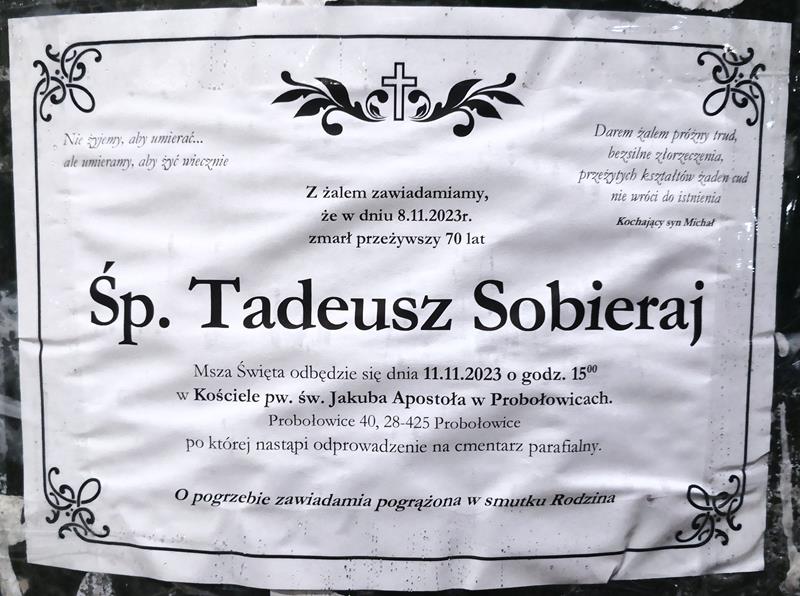 Nie żyjemy, aby umierać...
ale umieramy, aby żyć wiecznie
Darem żalem próżny trud,
bezsilne złorzeczenia,
przeżytych kształtów żaden cud
nie wróci do istnienia
Kochający syn Michał
Z żalem zawiadamiamy,
że w dniu 8.11.2023r.
zmarł przeżywszy 70 lat
Śp. Tadeusz Sobieraj
Msza Święta odbędzie się dnia 11.11.2023 o godz. 15⁰⁰
w Kościele pw. św. Jakuba Apostoła w Probołowicach.
Probołowice 40, 28-425 Probołowice
po której nastąpi odprowadzenie na cmentarz parafialny.
O pogrzebie zawiadamia pogrążona w smutku Rodzina